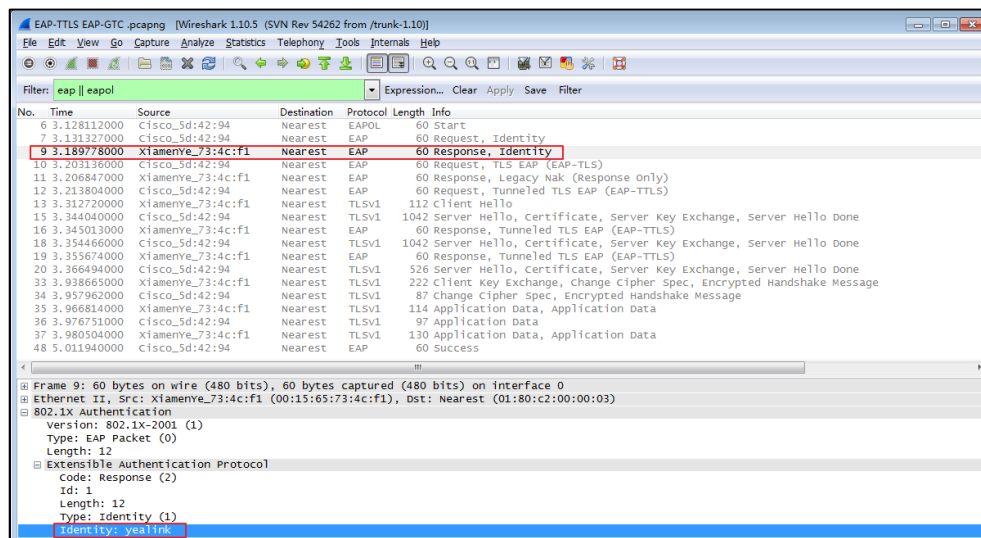 EAP-TTLS EAP-GTC .pcapng [Wireshark 1.10.5 (SVN Rev 54262 from /trunk-1.10)]
File Edit View Go Capture Analyze Statistics Telephony Tools Internals Help
Filter: eap || eapol Expression... Clear Apply Save Filter
No. Time Source Destination Protocol Length Info
6 3.128112000 Cisco_5d:42:94 Nearest EAPOL 60 Start
7 3.131327000 Cisco_5d:42:94 Nearest EAP 60 Request, Identity
9 3.189778000 XiamenYe_73:4c:f1 Nearest EAP 60 Response, Identity
10 3.203136000 Cisco_5d:42:94 Nearest EAP 60 Request, TLS EAP (EAP-TLS)
11 3.206847000 XiamenYe_73:4c:f1 Nearest EAP 60 Response, Legacy Nak (Response Only)
12 3.213804000 Cisco_5d:42:94 Nearest EAP 60 Request, Tunneled TLS EAP (EAP-TTLS)
13 3.312720000 XiamenYe_73:4c:f1 Nearest TLSv1 112 Client Hello
15 3.344040000 Cisco_5d:42:94 Nearest TLSv1 1042 Server Hello, Certificate, Server Key Exchange, Server Hello Done
16 3.345013000 XiamenYe_73:4c:f1 Nearest EAP 60 Response, Tunneled TLS EAP (EAP-TTLS)
18 3.354466000 Cisco_5d:42:94 Nearest TLSv1 1042 Server Hello, Certificate, Server Key Exchange, Server Hello Done
19 3.355674000 XiamenYe_73:4c:f1 Nearest EAP 60 Response, Tunneled TLS EAP (EAP-TTLS)
20 3.366494000 Cisco_5d:42:94 Nearest TLSv1 526 Server Hello, Certificate, Server Key Exchange, Server Hello Done
33 3.938665000 XiamenYe_73:4c:f1 Nearest TLSv1 222 Client Key Exchange, Change Cipher Spec, Encrypted Handshake Message
34 3.957962000 Cisco_5d:42:94 Nearest TLSv1 87 Change Cipher Spec, Encrypted Handshake Message
35 3.966814000 XiamenYe_73:4c:f1 Nearest TLSv1 114 Application Data, Application Data
36 3.976751000 Cisco_5d:42:94 Nearest TLSv1 97 Application Data
37 3.980504000 XiamenYe_73:4c:f1 Nearest TLSv1 130 Application Data, Application Data
48 5.011940000 Cisco_5d:42:94 Nearest EAP 60 Success
Frame 9: 60 bytes on wire (480 bits), 60 bytes captured (480 bits) on interface 0
Ethernet II, Src: XiamenYe_73:4c:f1 (00:15:65:73:4c:f1), Dst: Nearest (01:80:c2:00:00:03)
802.1X Authentication
Version: 802.1X-2001 (1)
Type: EAP Packet (0)
Length: 12
Extensible Authentication Protocol
Code: Response (2)
Id: 1
Length: 12
Type: Identity (1)
Identity: yealink